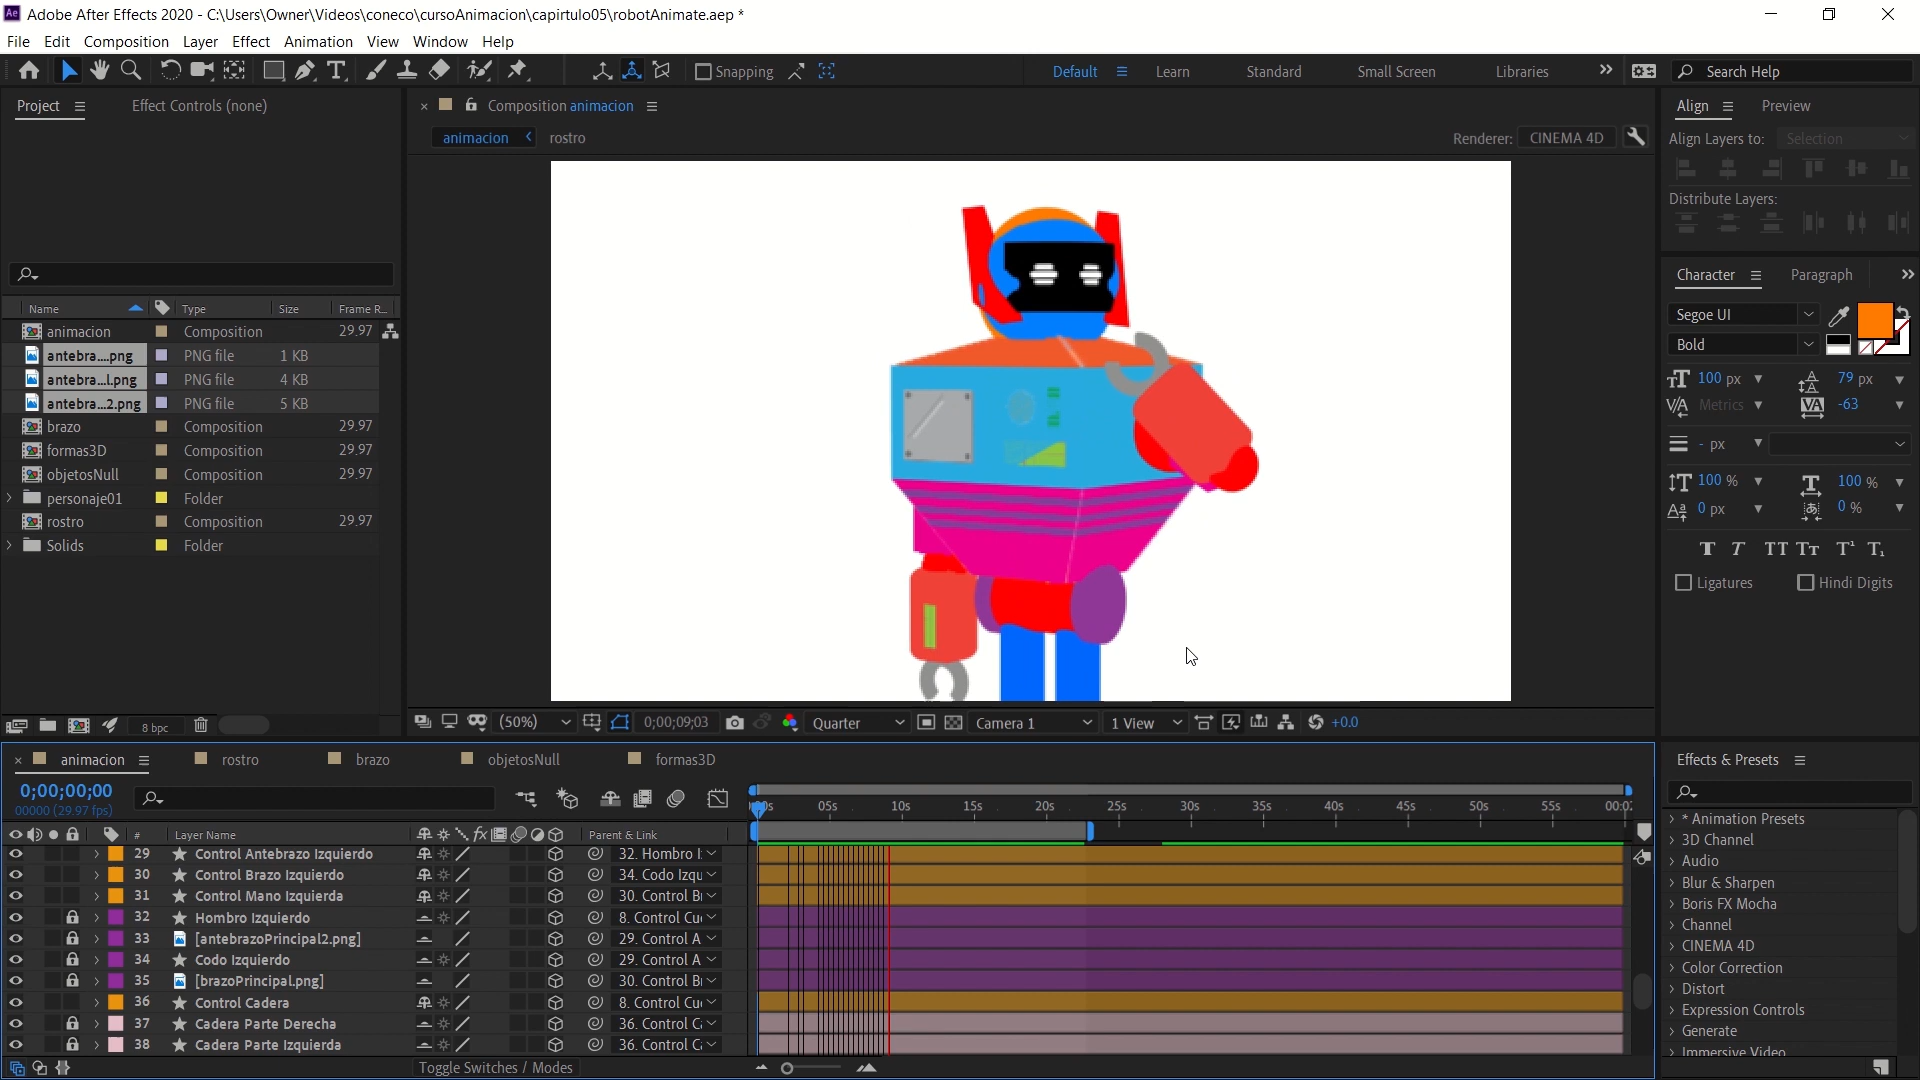 Adobe After Effects 2020 - C:\Users\Owner\Videos\coneco\cursoAnimacion\capirtulo05\robotAnimate.aep *
File Edit Composition Layer Effect Animation View Window Help
Snapping Default Learn Standard Small Screen Libraries Search Help
Project Effect Controls (none)
Composition animacion
animacion rostro
Renderer: CINEMA 4D
Name Type Size Frame R...
animacion Composition 29.97
antebra....png PNG file 1 KB
antebra...l.png PNG file 4 KB
antebra...2.png PNG file 5 KB
brazo Composition 29.97
formas3D Composition 29.97
objetosNull Composition 29.97
personaje01 Folder
rostro Composition 29.97
Solids Folder
8 bpc
(50%) 0;00;09;03 Quarter Camera 1 1 View +0.0
Align Preview
Align Layers to: Selection
Distribute Layers:
Character Paragraph
Segoe UI
Bold
100 px 79 px
Metrics -63
- px
100 % 100 %
0 px 0 %
Ligatures Hindi Digits
animacion rostro brazo objetosNull formas3D
0;00;00;00
00000 (29.97 fps)
05s 10s 15s 20s 25s 30s 35s 40s 45s 50s 55s
# Layer Name Parent & Link
29 Control Antebrazo Izquierdo 32. Hombro I
30 Control Brazo Izquierdo 34. Codo Izqu
31 Control Mano Izquierda 30. Control B
32 Hombro Izquierdo 8. Control Cu
33 [antebrazoPrincipal2.png] 29. Control A
34 Codo Izquierdo 29. Control A
35 [brazoPrincipal.png] 30. Control B
36 Control Cadera 8. Control Cu
37 Cadera Parte Derecha 36. Control C
38 Cadera Parte Izquierda 36. Control C
Toggle Switches / Modes
Effects & Presets
* Animation Presets
3D Channel
Audio
Blur & Sharpen
Boris FX Mocha
Channel
CINEMA 4D
Color Correction
Distort
Expression Controls
Generate
Immersive Video